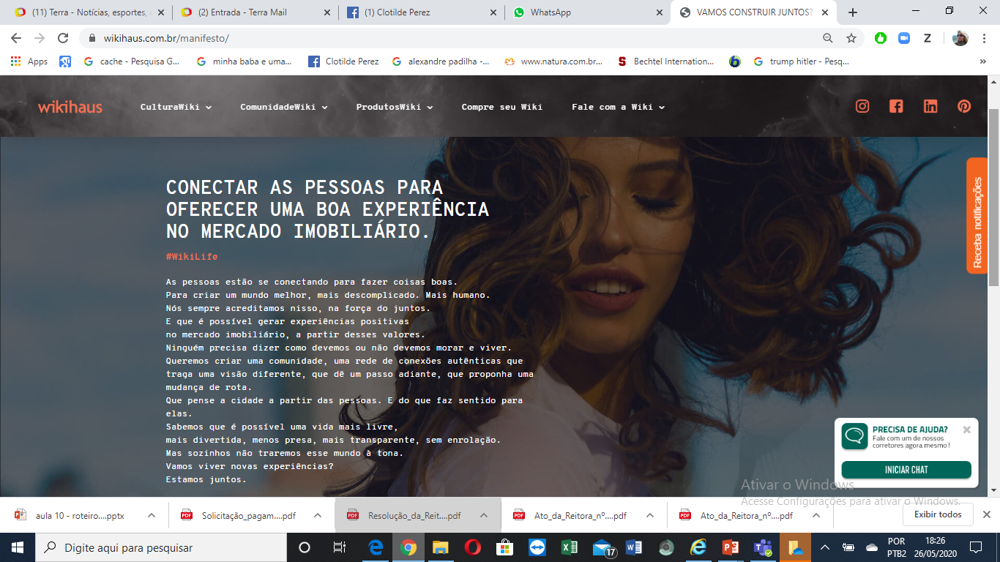 (11) Terra - Notícias, esportes,
(2) Entrada - Terra Mail
(1) Clotilde Perez
WhatsApp
VAMOS CONSTRUIR JUNTOS?
wikihaus.com.br/manifesto/
Apps
cache - Pesquisa G...
minha baba e uma...
Clotilde Perez
alexandre padilha -...
www.natura.com.br...
Bechtel Internation...
trump hitler - Pesq...
wikihaus
CulturaWiki
ComunidadeWiki
ProdutosWiki
Compre seu Wiki
Fale com a Wiki
CONECTAR AS PESSOAS PARA
OFERECER UMA BOA EXPERIÊNCIA
NO MERCADO IMOBILIÁRIO.
#WikiLife
As pessoas estão se conectando para fazer coisas boas.
Para criar um mundo melhor, mais descomplicado. Mais humano.
Nós sempre acreditamos nisso, na força do juntos.
E que é possível gerar experiências positivas
no mercado imobiliário, a partir desses valores.
Ninguém precisa dizer como devemos ou não devemos morar e viver.
Queremos criar uma comunidade, uma rede de conexões autênticas que
traga uma visão diferente, que dê um passo adiante, que proponha uma
mudança de rota.
Que pense a cidade a partir das pessoas. E do que faz sentido para
elas.
Sabemos que é possível uma vida mais livre,
mais divertida, menos presa, mais transparente, sem enrolação.
Mas sozinhos não traremos esse mundo à tona.
Vamos viver novas experiências?
Estamos juntos.
Receba notificações
PRECISA DE AJUDA?
Fale com um de nossos
corretores agora mesmo!
INICIAR CHAT
Ativar o Windows
Acesse Configurações para ativar o Windows.
aula 10 - roteiro....pptx
Solicitação_pagam....pdf
Resolução_da_Reit....pdf
Ato_da_Reitora_nº....pdf
Ato_da_Reitora_nº....pdf
Exibir todos
Digite aqui para pesquisar
17
POR
PTB2
18:26
26/05/2020